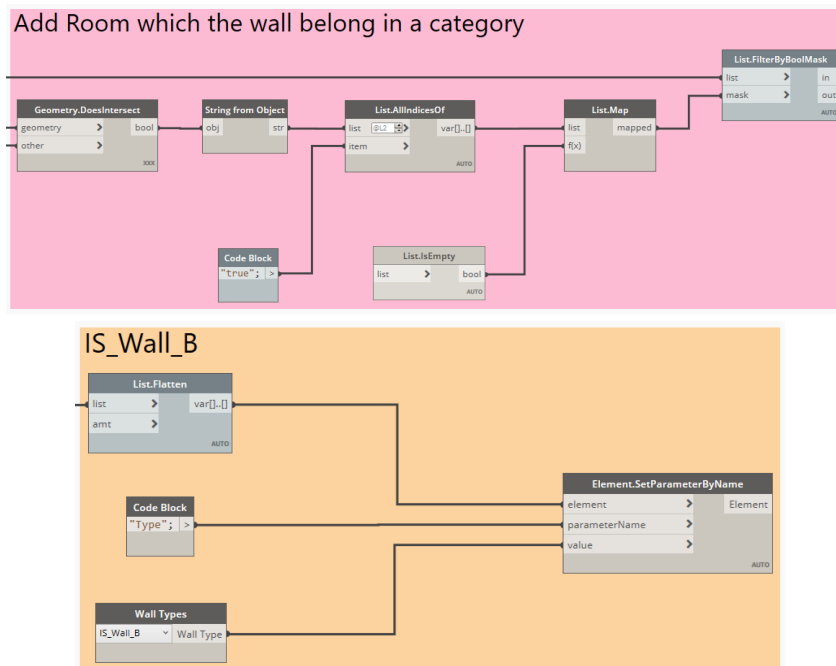 Add Room which the wall belong in a category
List.FilterByBoolMask
list > in
mask > out
AUTO
Geometry.DoesIntersect
geometry > bool
other >
XXX
String from Object
obj str
List.AllIndicesOf
list @L2 > var[]..[]
item >
AUTO
List.Map
list mapped
f(x)
Code Block
"true"; >
List.IsEmpty
list > bool
AUTO
IS_Wall_B
List.Flatten
list > var[]..[]
amt >
AUTO
Code Block
"Type"; >
Element.SetParameterByName
element > Element
parameterName >
value >
AUTO
Wall Types
IS_Wall_B Wall Type